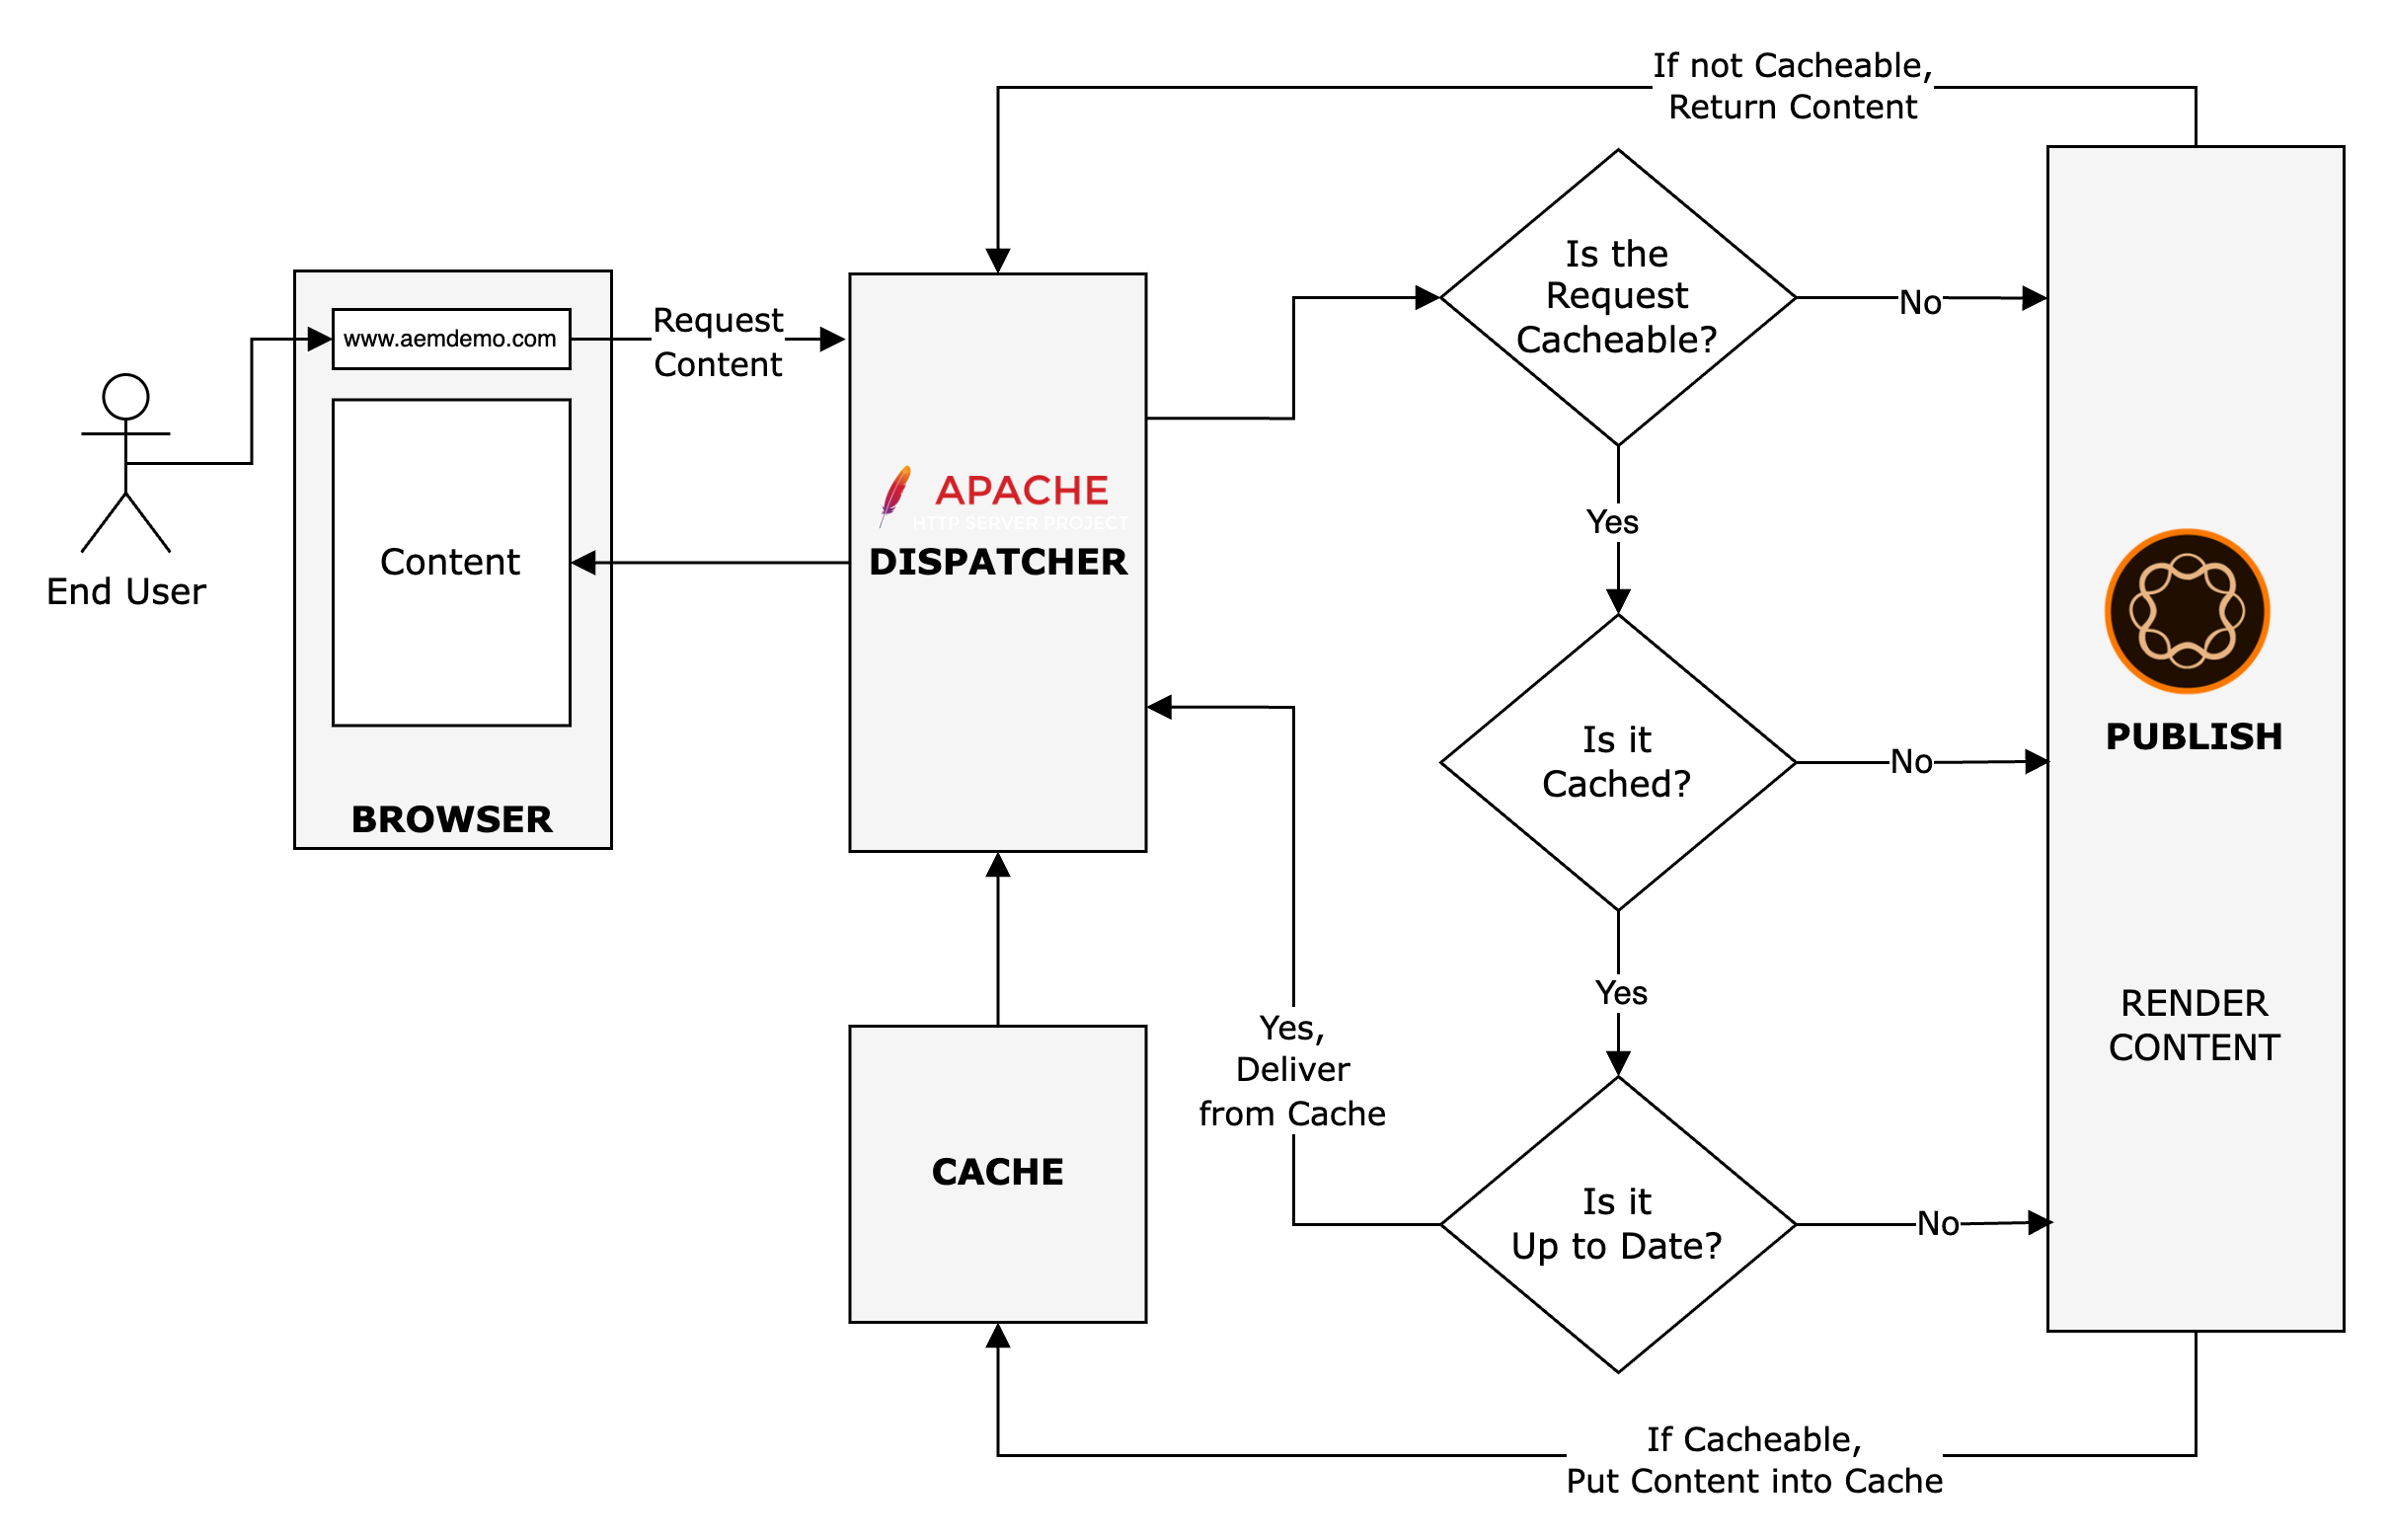 If not Cacheable,
Return Content
Is the
Request
Cacheable?
No
www.aemdemo.com
Request
Content
APACHE
HTTP SERVER PROJECT
DISPATCHER
Yes
Content
End User
BROWSER
Is it
Cached?
No
PUBLISH
Yes
RENDER
CONTENT
Yes,
Deliver
from Cache
CACHE
Is it
Up to Date?
No
If Cacheable,
Put Content into Cache